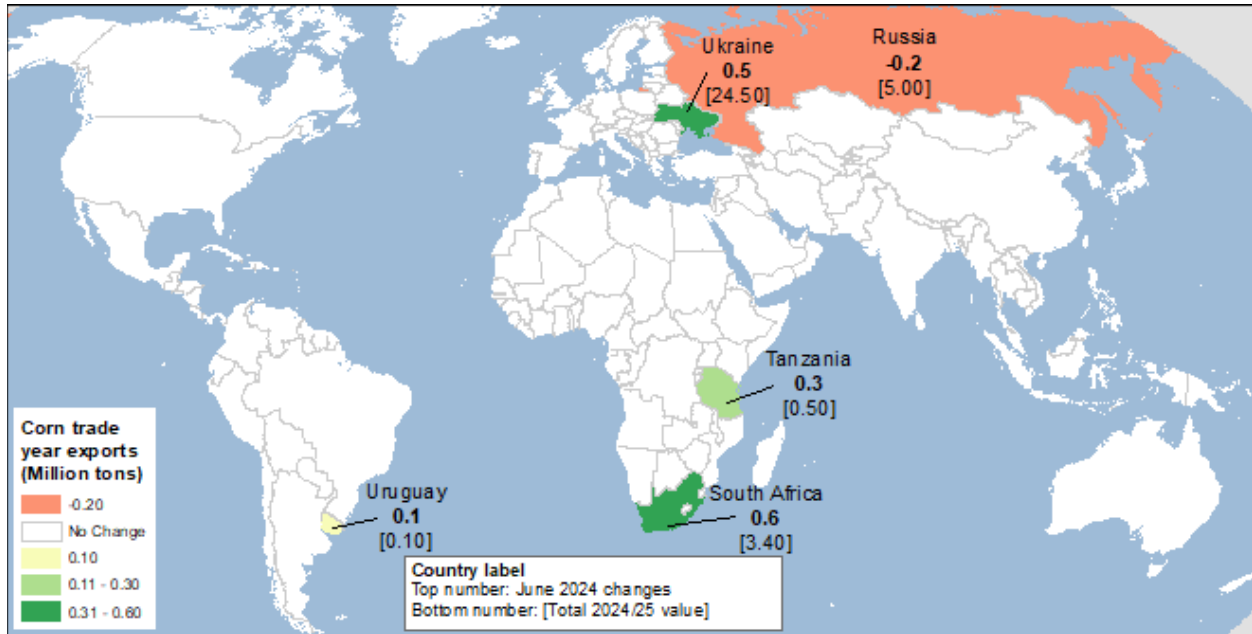 Ukraine
0.5
[24.50]
Russia
-0.2
[5.00]
Tanzania
0.3
[0.50]
South Africa
0.6
[3.40]
Uruguay
0.1
[0.10]
Corn trade
year exports
(Million tons)
-0.20
No Change
0.10
0.11 - 0.30
0.31 - 0.60
Country label
Top number: June 2024 changes
Bottom number: [Total 2024/25 value]